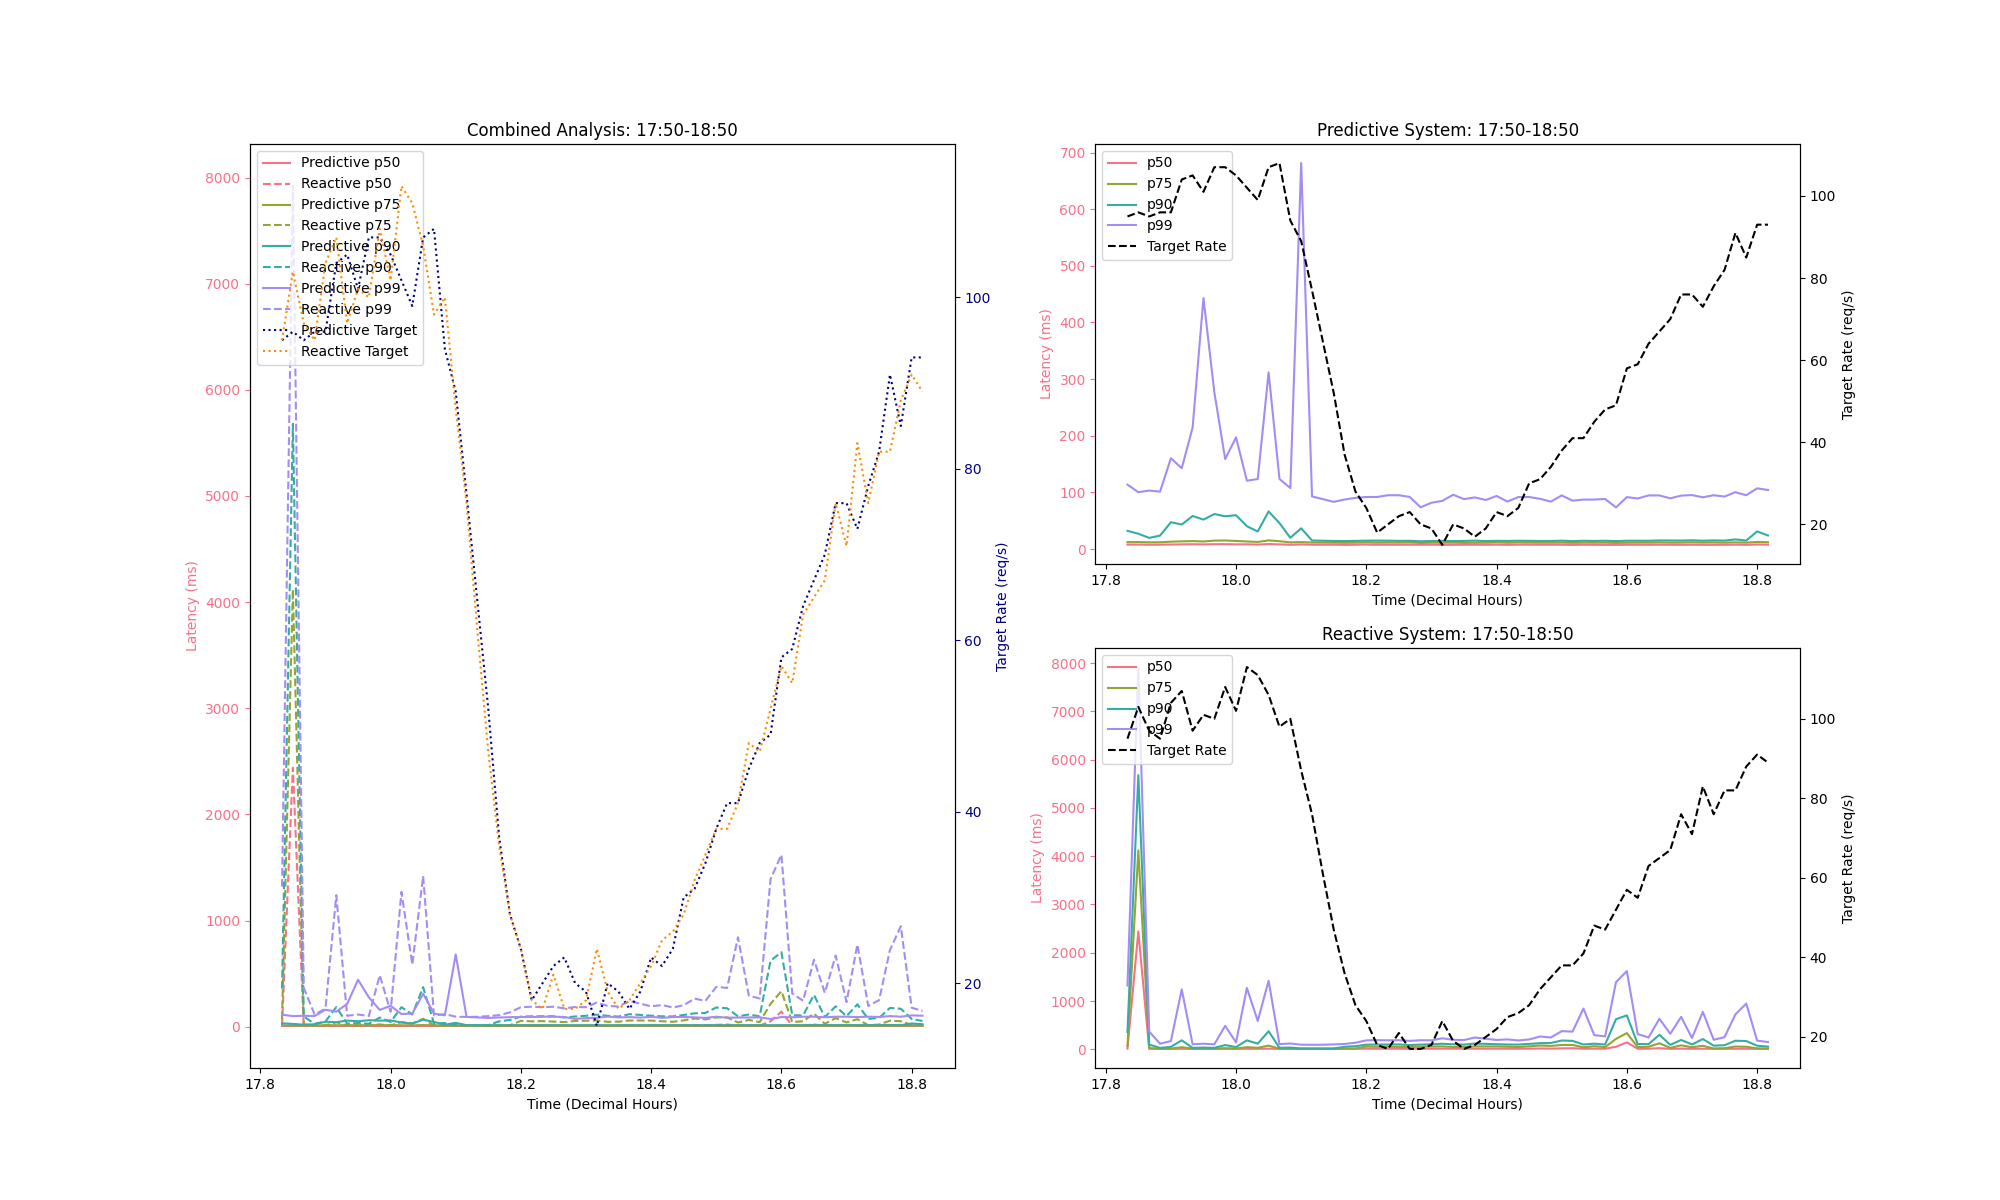 Combined Analysis: 17:50-18:50
Predictive p50
Reactive p50
Predictive p75
Reactive p75
Predictive p90
Reactive p90
Predictive p99
Reactive p99
Predictive Target
Reactive Target
8000
7000
6000
5000
4000
3000
2000
1000
0
Latency (ms)
100
80
60
40
20
Target Rate (req/s)
17.8 18.0 18.2 18.4 18.6 18.8
Time (Decimal Hours)
Predictive System: 17:50-18:50
p50
p75
p90
p99
Target Rate
700
600
500
400
300
200
100
0
Latency (ms)
100
80
60
40
20
Target Rate (req/s)
17.8 18.0 18.2 18.4 18.6 18.8
Time (Decimal Hours)
Reactive System: 17:50-18:50
p50
p75
p90
p99
Target Rate
8000
7000
6000
5000
4000
3000
2000
1000
0
Latency (ms)
100
80
60
40
20
Target Rate (req/s)
17.8 18.0 18.2 18.4 18.6 18.8
Time (Decimal Hours)